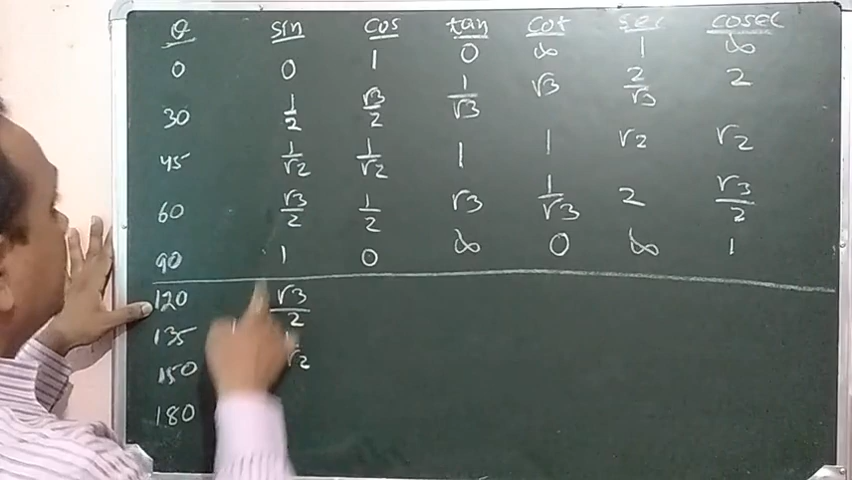 θ sin cos tan cot sec cosec
0 0 1 0 ∞ 1 ∞
30 1/2 √3/2 1/√3 √3 2/√3 2
45 1/√2 1/√2 1 1 √2 √2
60 √3/2 1/2 √3 1/√3 2 √3/2
90 1 0 ∞ 0 ∞ 1
120 √3/2
135 √2
150
180